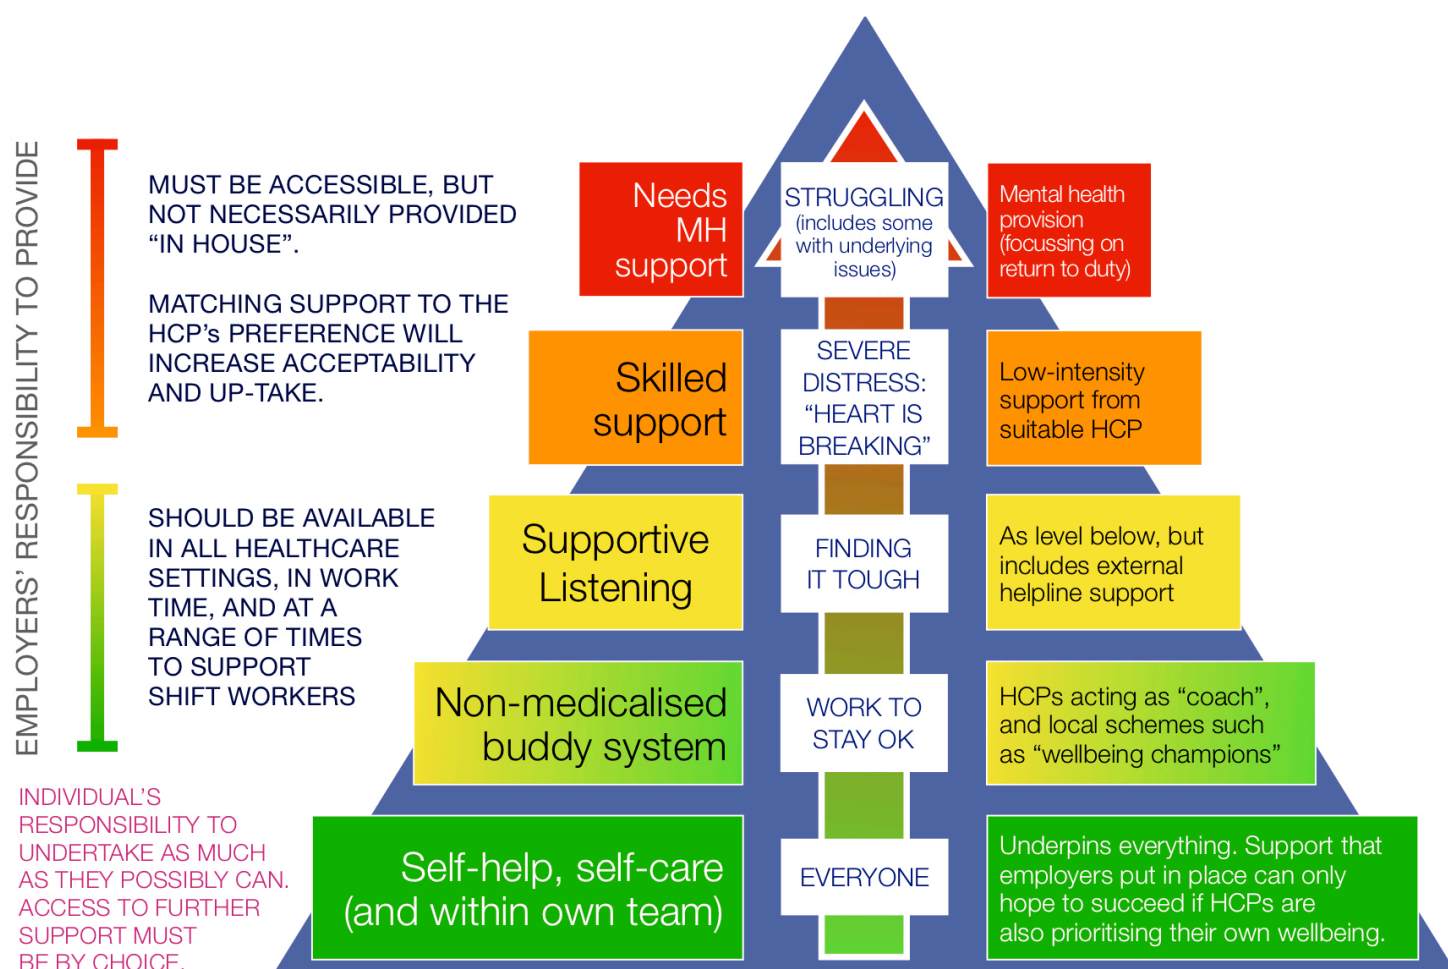 EMPLOYERS' RESPONSIBILITY TO PROVIDE
MUST BE ACCESSIBLE, BUT
NOT NECESSARILY PROVIDED
“IN HOUSE”.
MATCHING SUPPORT TO THE
HCP’s PREFERENCE WILL
INCREASE ACCEPTABILITY
AND UP-TAKE.
SHOULD BE AVAILABLE
IN ALL HEALTHCARE
SETTINGS, IN WORK
TIME, AND AT A
RANGE OF TIMES
TO SUPPORT
SHIFT WORKERS
INDIVIDUAL’S
RESPONSIBILITY TO
UNDERTAKE AS MUCH
AS THEY POSSIBLY CAN.
ACCESS TO FURTHER
SUPPORT MUST
BE BY CHOICE.
Needs
MH
support
STRUGGLING
(includes some
with underlying
issues)
Mental health
provision
(focussing on
return to duty)
Skilled
support
SEVERE
DISTRESS:
“HEART IS
BREAKING”
Low-intensity
support from
suitable HCP
Supportive
Listening
FINDING
IT TOUGH
As level below, but
includes external
helpline support
Non-medicalised
buddy system
WORK TO
STAY OK
HCPs acting as “coach”,
and local schemes such
as “wellbeing champions”
Self-help, self-care
(and within own team)
EVERYONE
Underpins everything. Support that
employers put in place can only
hope to succeed if HCPs are
also prioritising their own wellbeing.